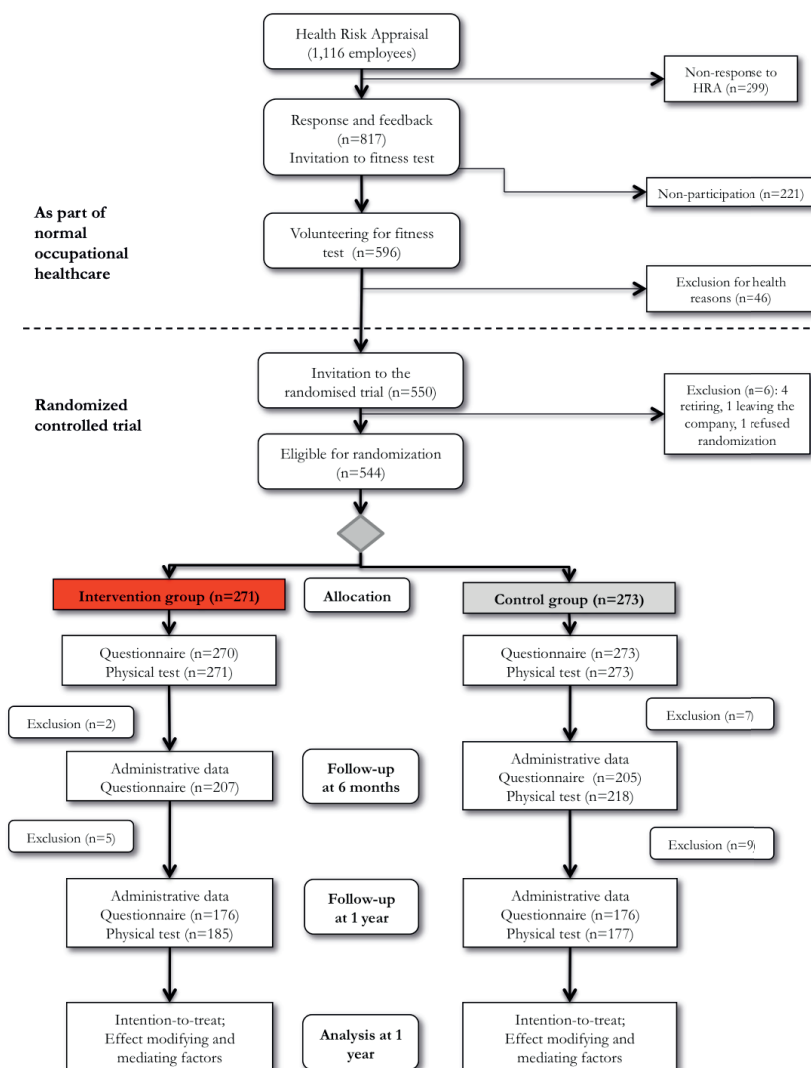 Health Risk Appraisal
(1,116 employees)
Non-response to
HRA (n=299)
Response and feedback
(n=817)
Invitation to fitness test
Non-participation (n=221)
As part of
normal
occupational
healthcare
Volunteering for fitness
test (n=596)
Exclusion for health
reasons (n=46)
Invitation to the
randomised trial (n=550)
Randomized
controlled trial
Exclusion (n=6): 4
retiring, 1 leaving the
company, 1 refused
randomization
Eligible for randomization
(n=544)
Intervention group (n=271)
Allocation
Control group (n=273)
Questionnaire (n=270)
Physical test (n=271)
Questionnaire (n=273)
Physical test (n=273)
Exclusion (n=2)
Exclusion (n=7)
Administrative data
Questionnaire (n=207)
Follow-up
at 6 months
Administrative data
Questionnaire (n=205)
Physical test (n=218)
Exclusion (n=5)
Exclusion (n=9)
Administrative data
Questionnaire (n=176)
Physical test (n=185)
Follow-up
at 1 year
Administrative data
Questionnaire (n=176)
Physical test (n=177)
Intention-to-treat;
Effect modifying and
mediating factors
Analysis at 1
year
Intention-to-treat;
Effect modifying and
mediating factors